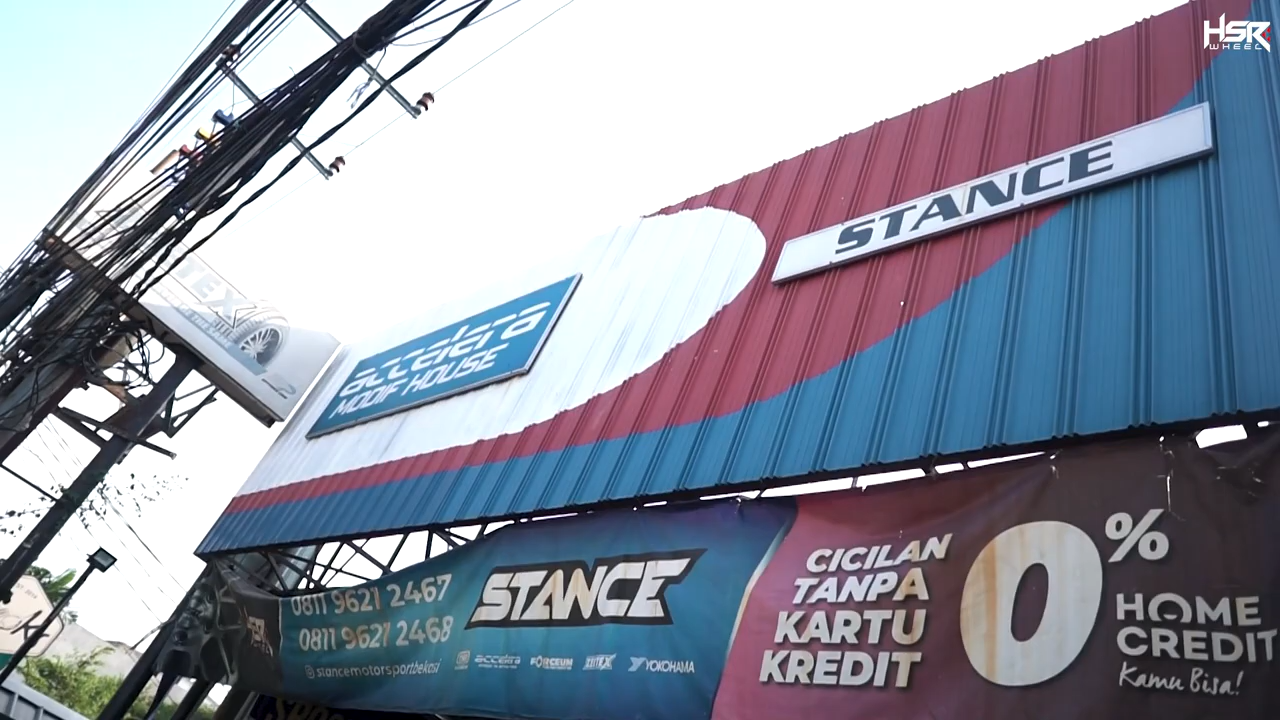 HSR
WHEEL
STANCE
accelera
MODIF HOUSE
0811 9621 2467
0811 9621 2468
@stancemotorsportbekasi
STANCE
accelera
FORCEUM
ZEETEX
YOKOHAMA
CICILAN
TANPA
KARTU
KREDIT
0%
HOME
CREDIT
Kamu Bisa!